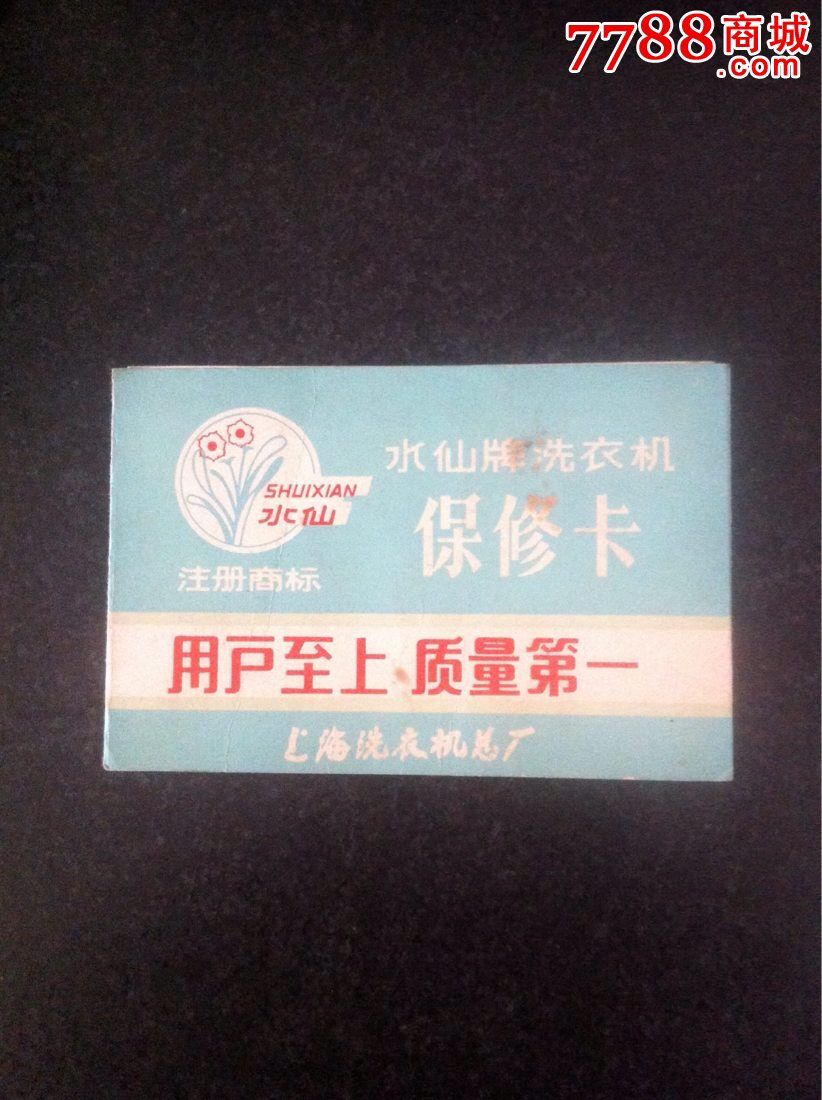 7788商城
.com
水仙牌洗衣机
保修卡
SHUIXIAN
水仙
注册商标
用户至上 质量第一
上海洗衣机总厂